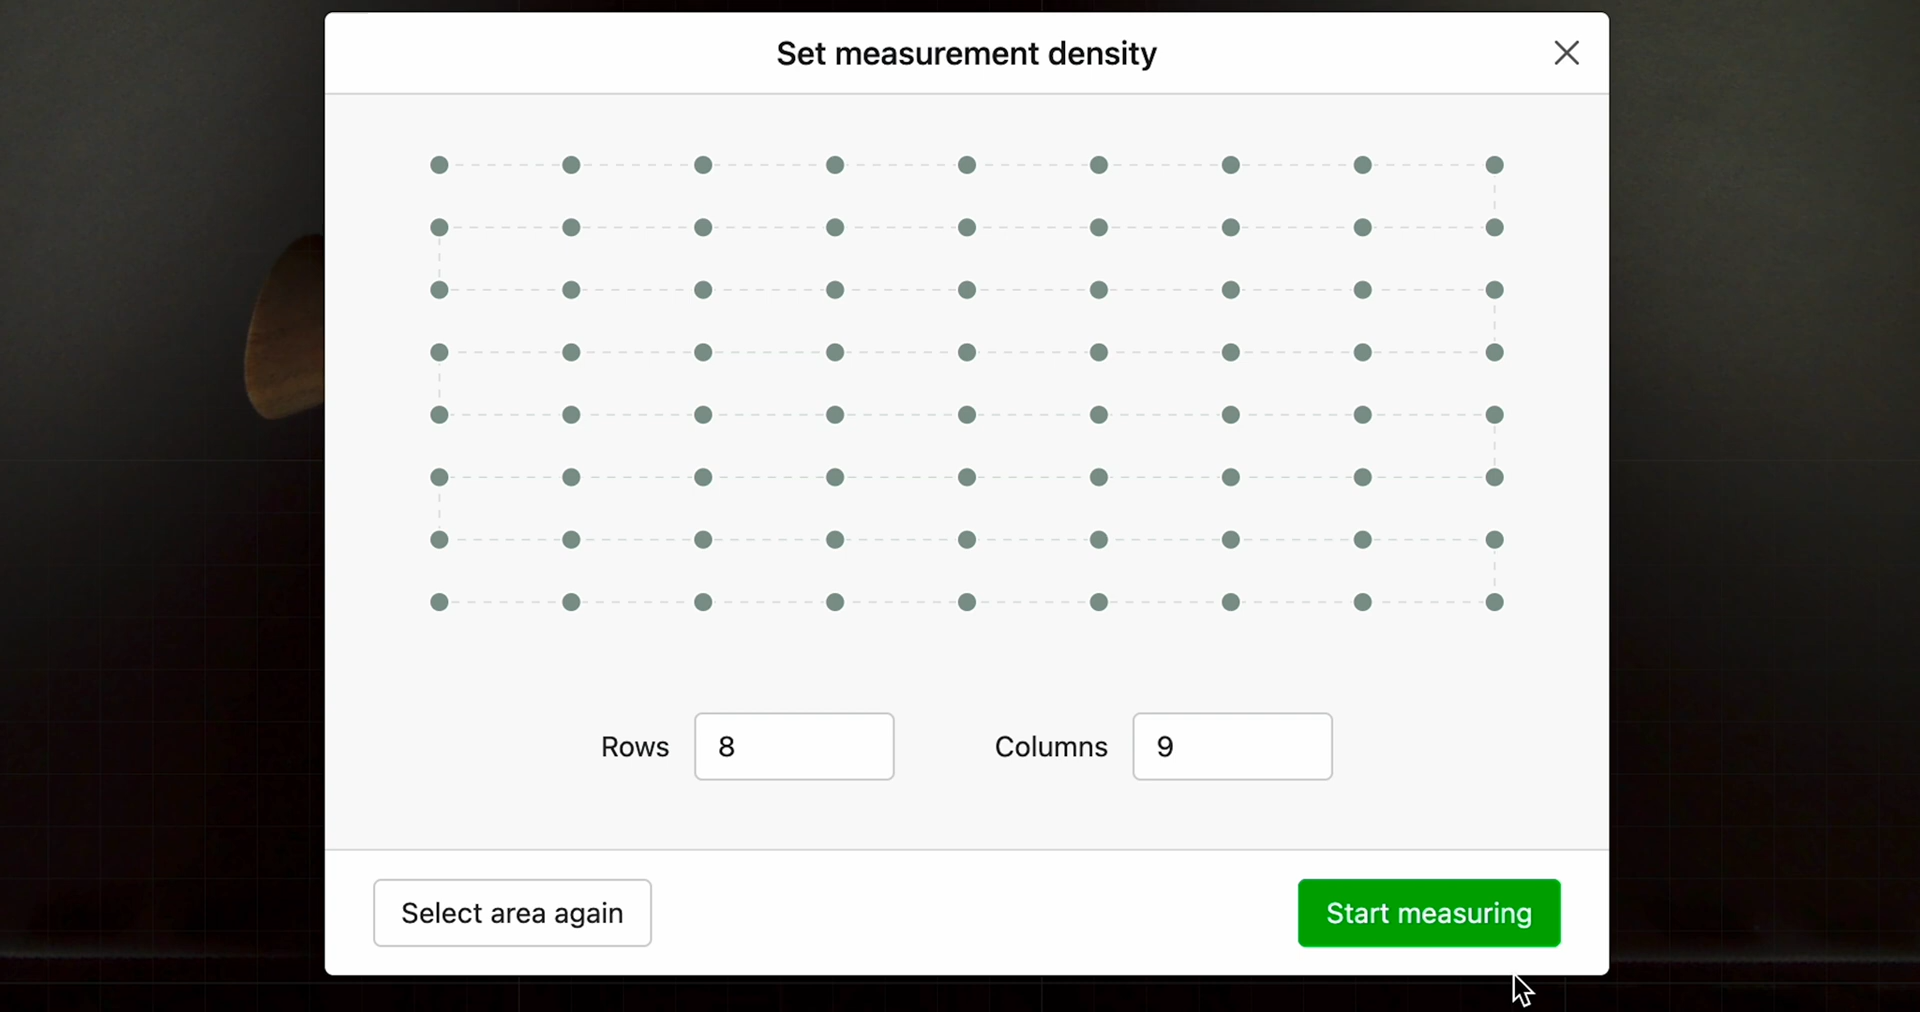 Set measurement density
Rows 8 Columns 9
Select area again Start measuring